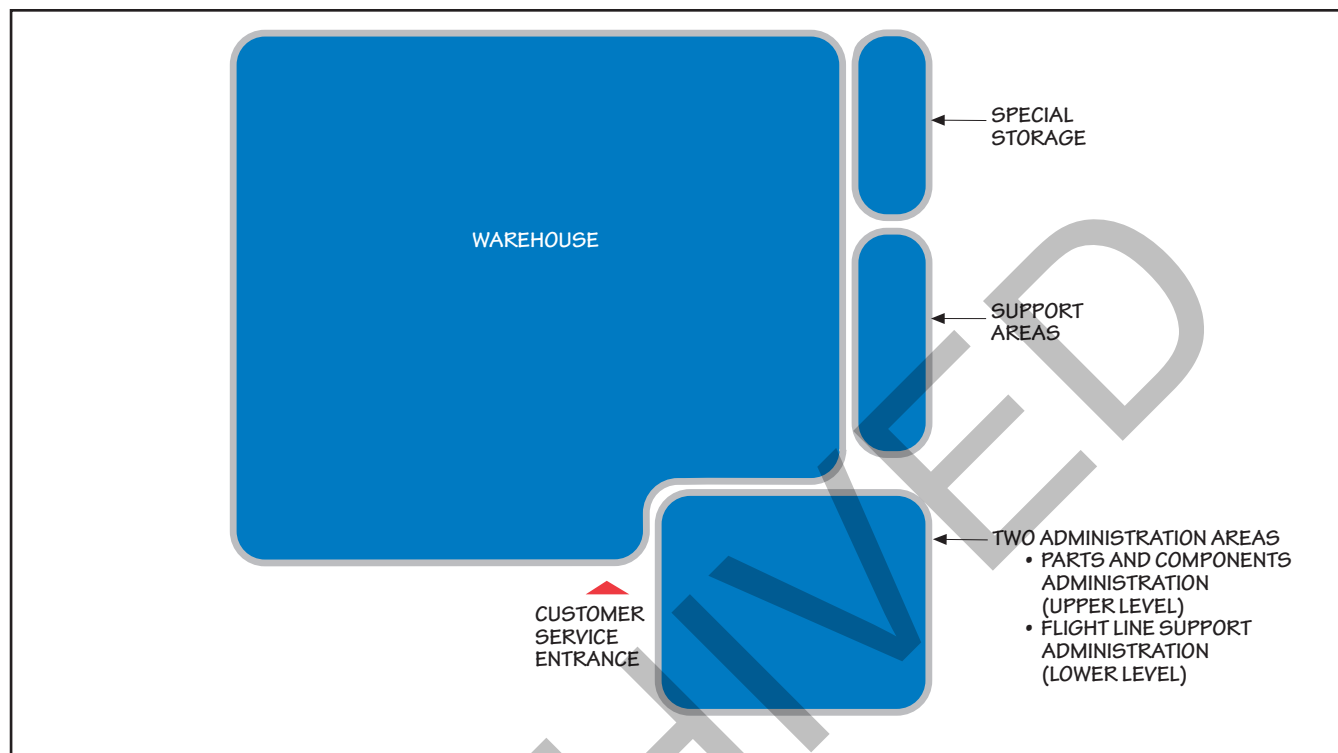 WAREHOUSE
SPECIAL
STORAGE
SUPPORT
AREAS
TWO ADMINISTRATION AREAS
• PARTS AND COMPONENTS
ADMINISTRATION
(UPPER LEVEL)
• FLIGHT LINE SUPPORT
ADMINISTRATION
(LOWER LEVEL)
CUSTOMER
SERVICE
ENTRANCE
HIVED